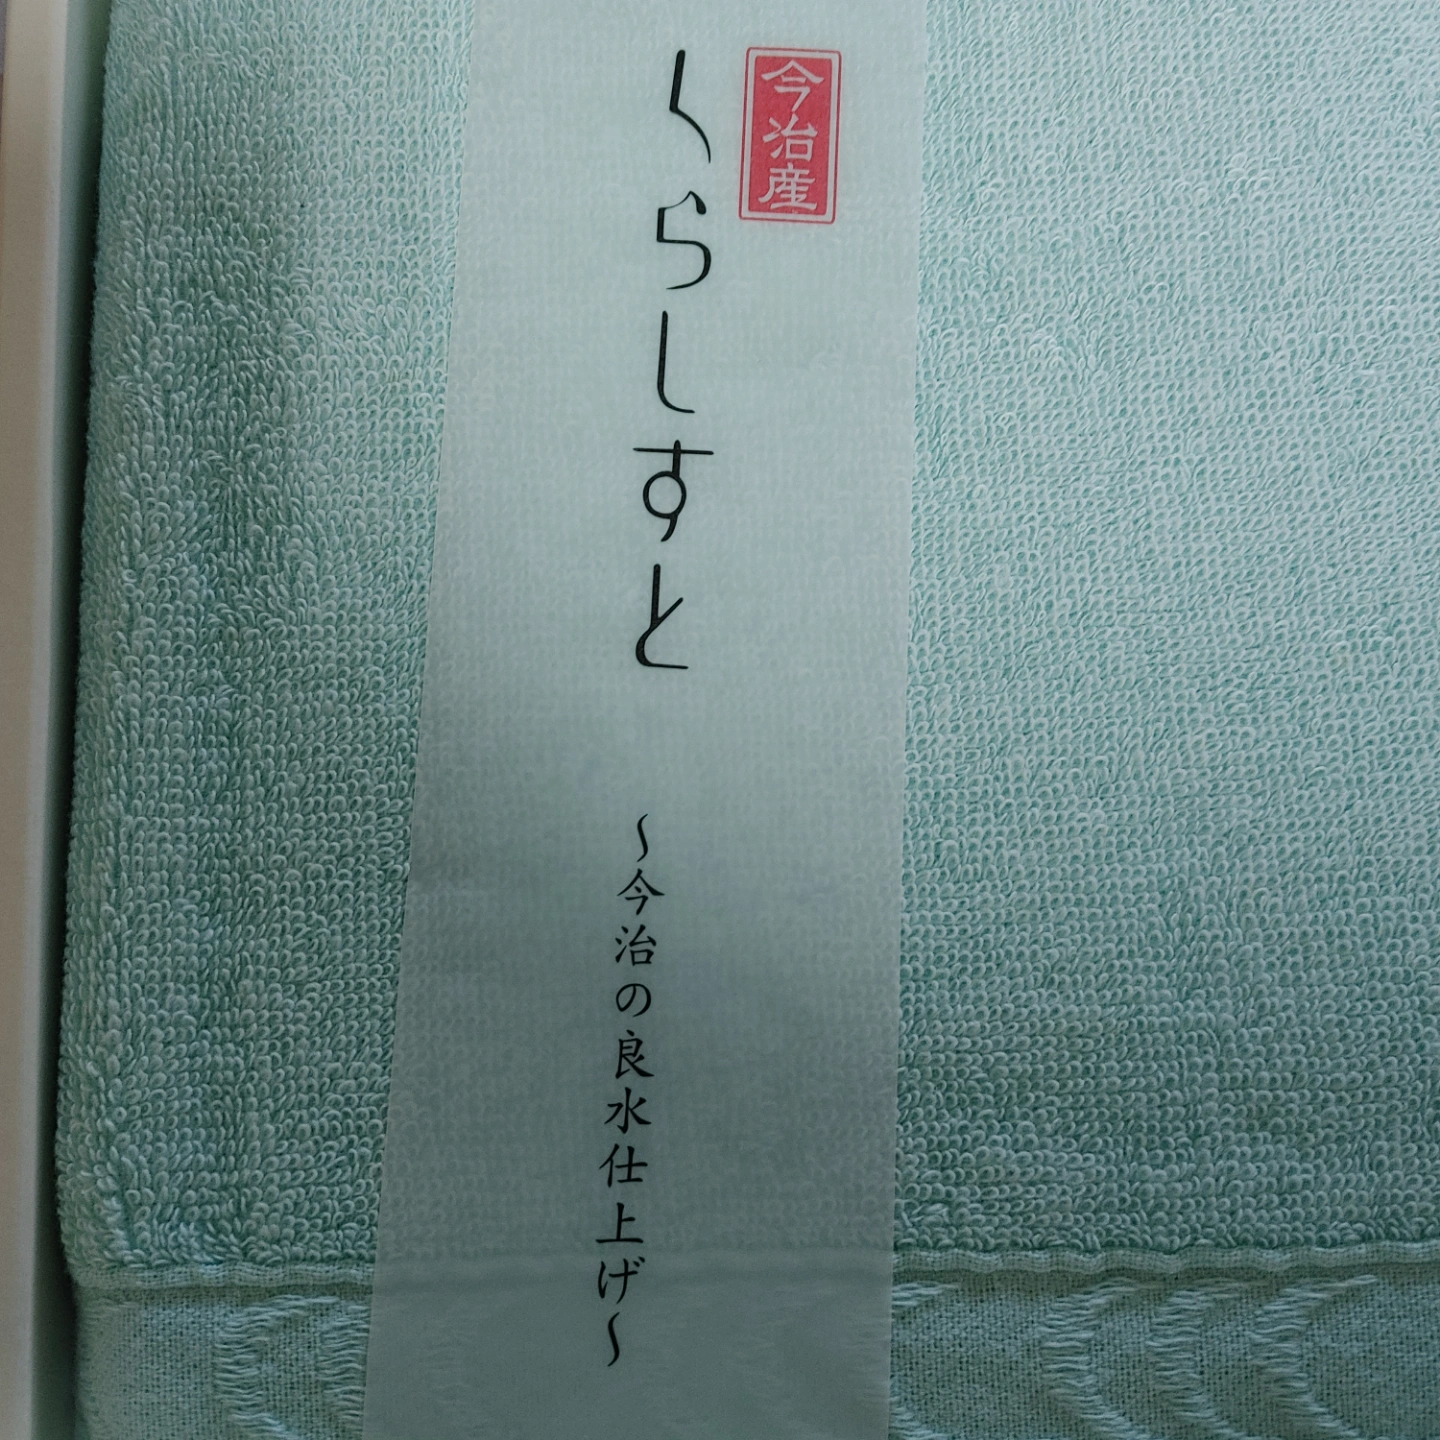 今治産
くらしすと
～今治の良水仕上げ～